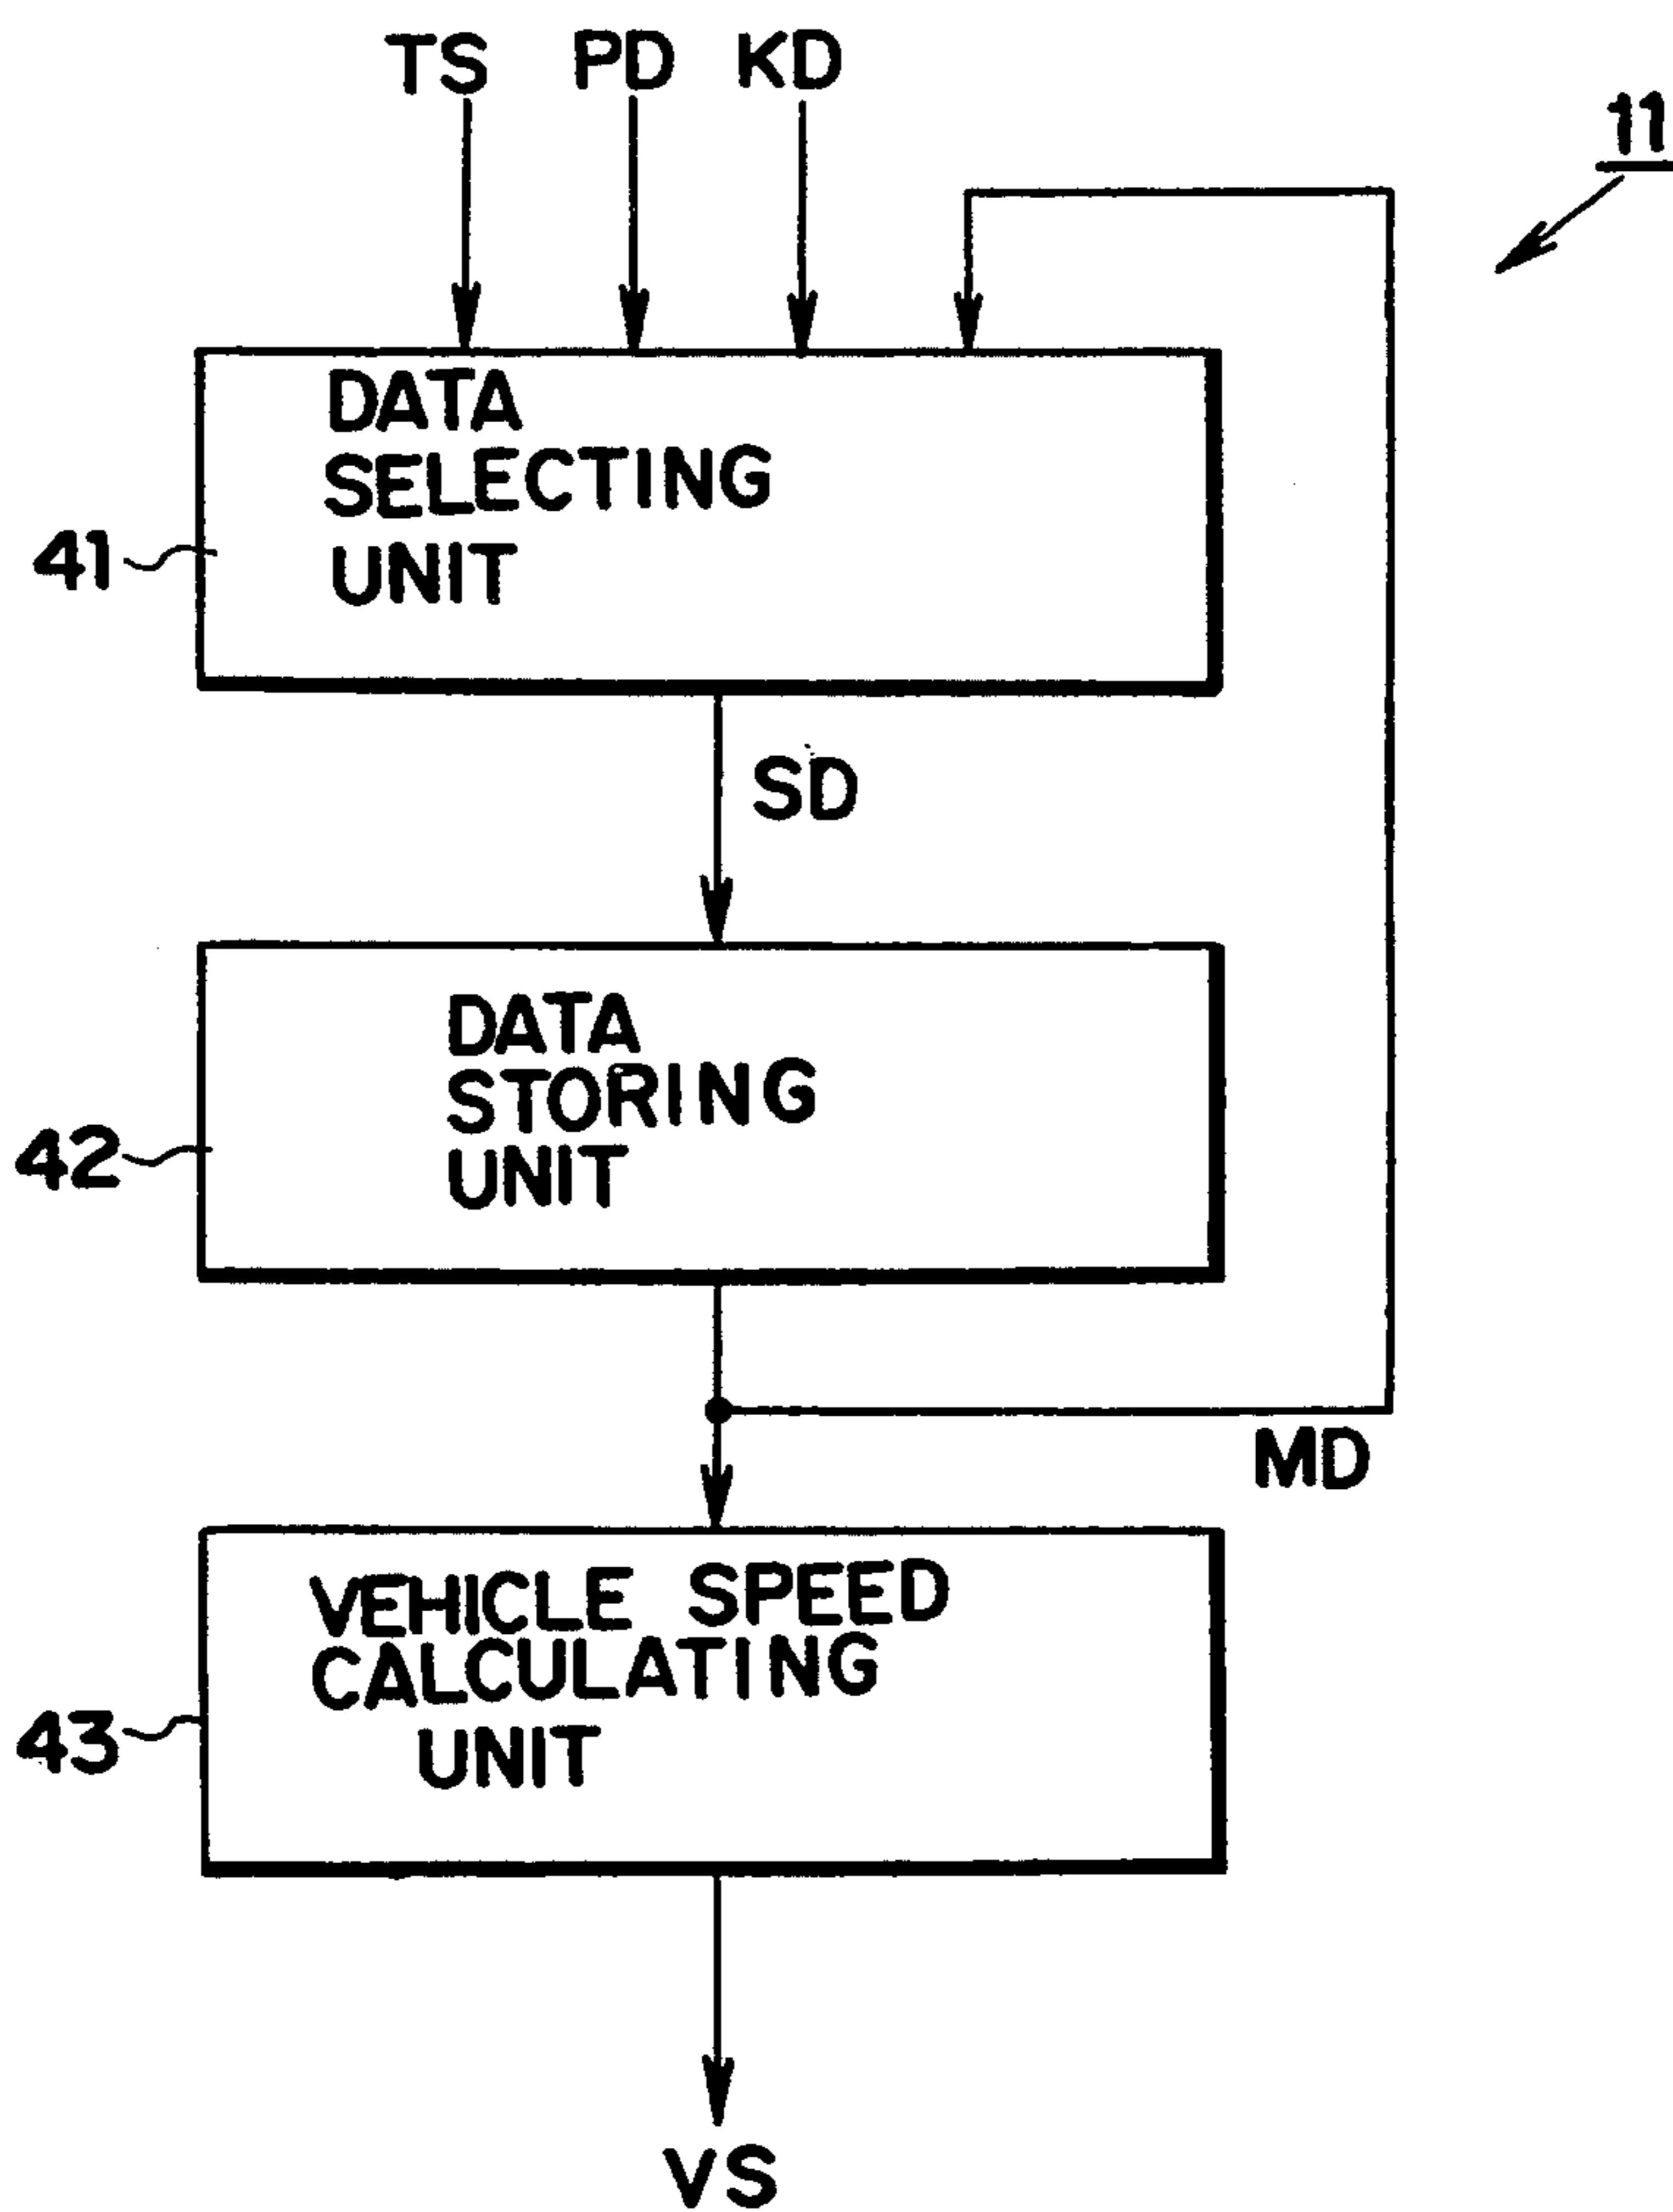 TS PD KD
11
DATA
SELECTING
UNIT
41
SD
DATA
STORING
UNIT
42
MD
VEHICLE SPEED
CALCULATING
UNIT
43
VS